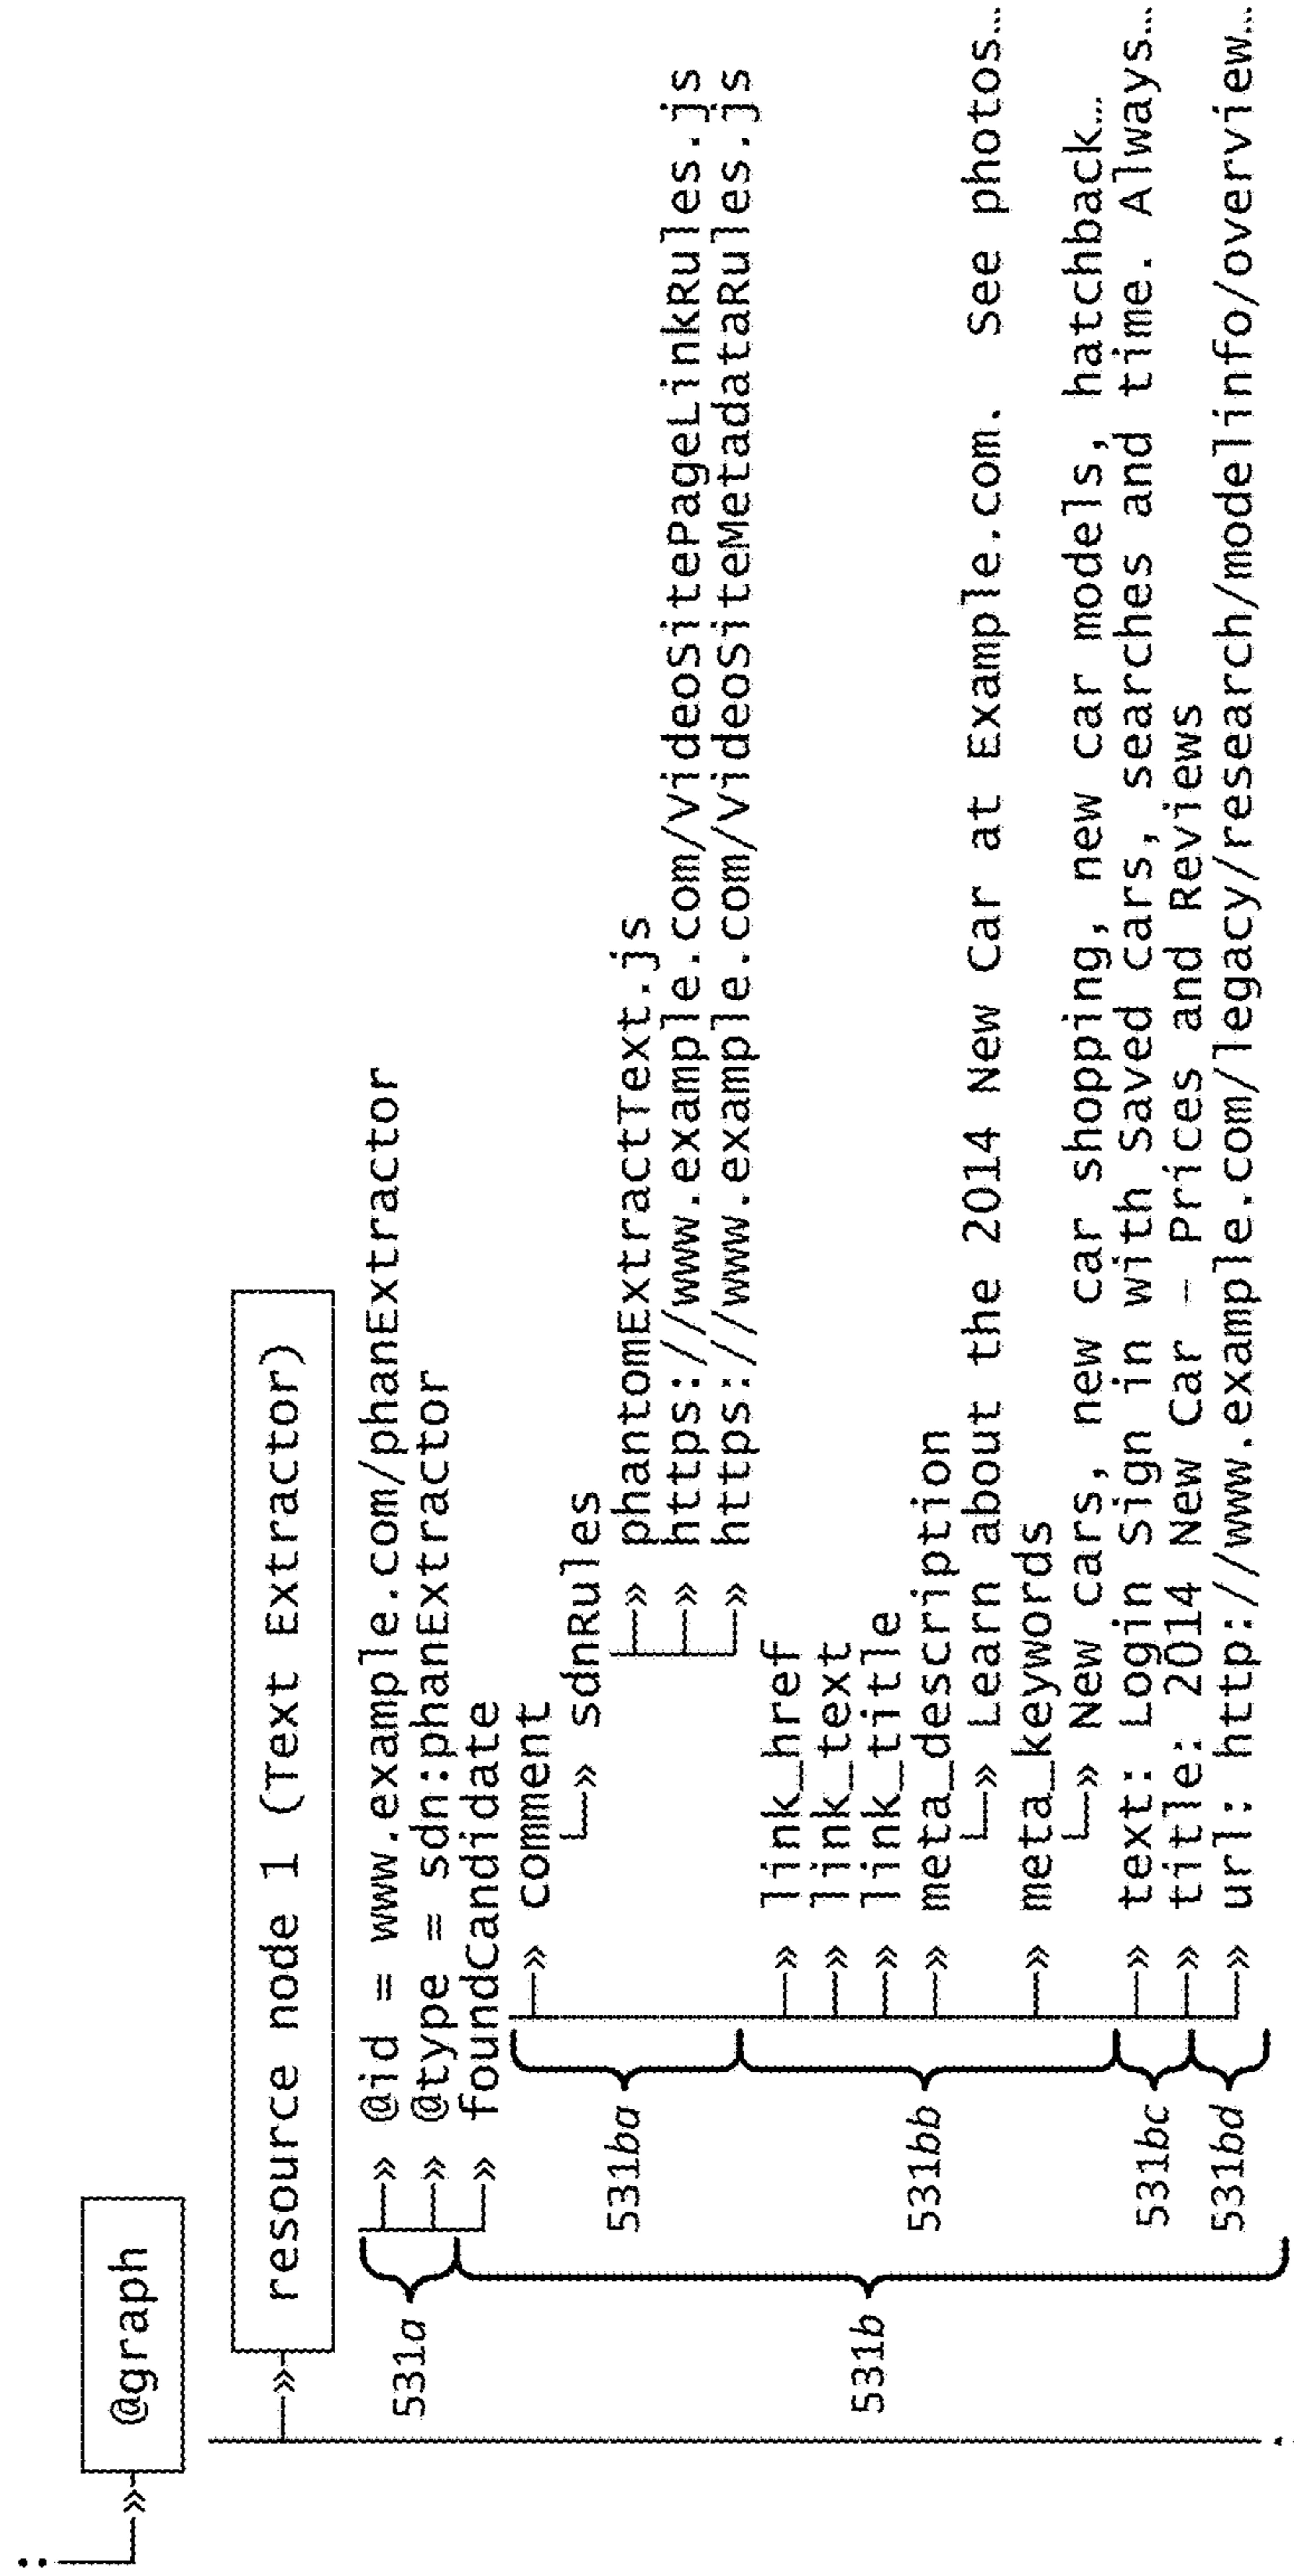 @graph
resource node 1 (Text Extractor)
@id = www.example.com/phanExtractor
@type = sdn:phanExtractor
foundCandidate
comment
sdnRules
phantomExtractText.js
https://www.example.com/videoSitePageLinkRules.js
https://www.example.com/videoSiteMetadataRules.js
link_href
link_text
link_title
meta_description
Learn about the 2014 New Car at Example.com. See photos…
meta_keywords
New cars, new car shopping, new car models, hatchback…
text: Login Sign in with Saved cars, searches and time. Always…
title: 2014 New Car – Prices and Reviews
url: http://www.example.com/legacy/research/modelinfo/overview…
531a
531b
531ba
531bb
531bc
531bd